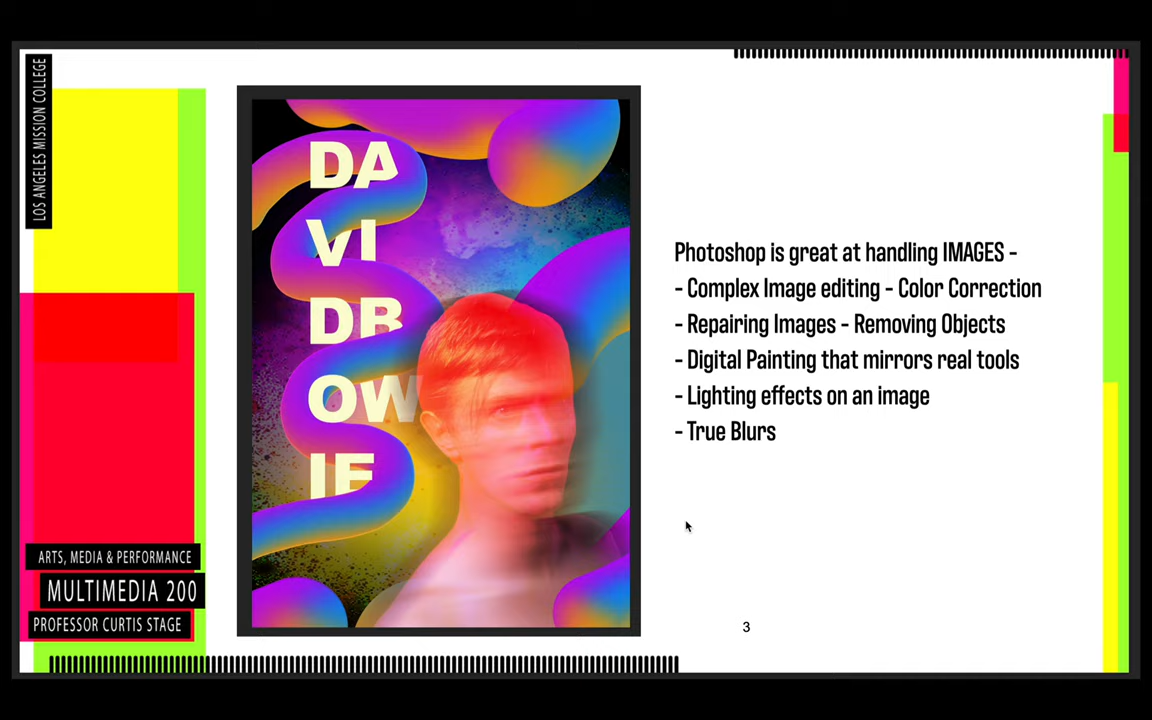 LOS ANGELES MISSION COLLEGE
DA
VI
DB
OW
IE
Photoshop is great at handling IMAGES -
- Complex Image editing - Color Correction
- Repairing Images - Removing Objects
- Digital Painting that mirrors real tools
- Lighting effects on an image
- True Blurs
ARTS, MEDIA & PERFORMANCE
MULTIMEDIA 200
PROFESSOR CURTIS STAGE
3